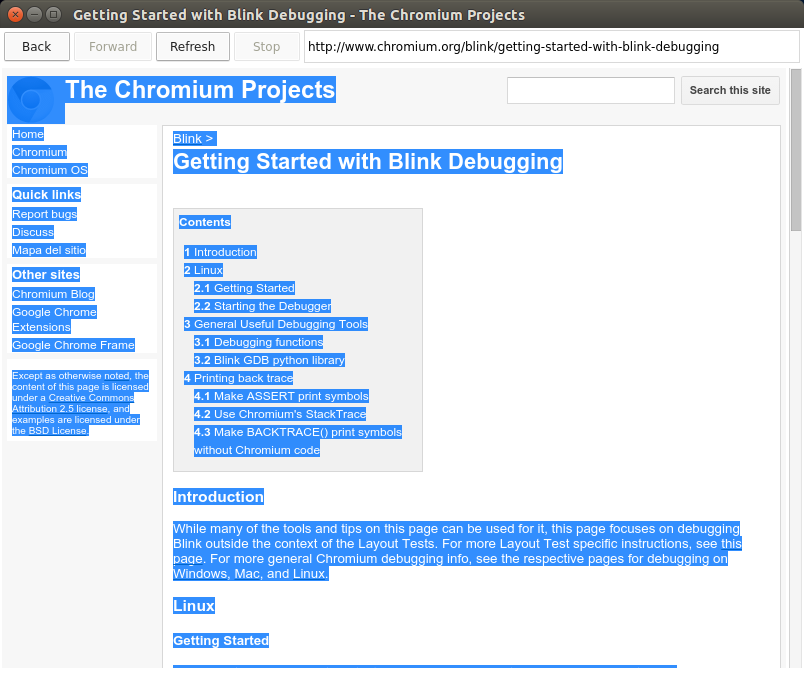 Getting Started with Blink Debugging - The Chromium Projects
Back Forward Refresh Stop http://www.chromium.org/blink/getting-started-with-blink-debugging
The Chromium Projects
Search this site
Home
Chromium
Chromium OS
Quick links
Report bugs
Discuss
Mapa del sitio
Other sites
Chromium Blog
Google Chrome
Extensions
Google Chrome Frame
Except as otherwise noted, the
content of this page is licensed
under a Creative Commons
Attribution 2.5 license, and
examples are licensed under
the BSD License.
Blink >
Getting Started with Blink Debugging
Contents
1 Introduction
2 Linux
2.1 Getting Started
2.2 Starting the Debugger
3 General Useful Debugging Tools
3.1 Debugging functions
3.2 Blink GDB python library
4 Printing back trace
4.1 Make ASSERT print symbols
4.2 Use Chromium's StackTrace
4.3 Make BACKTRACE() print symbols
without Chromium code
Introduction
While many of the tools and tips on this page can be used for it, this page focuses on debugging
Blink outside the context of the Layout Tests. For more Layout Test specific instructions, see this
page. For more general Chromium debugging info, see the respective pages for debugging on
Windows, Mac, and Linux.
Linux
Getting Started